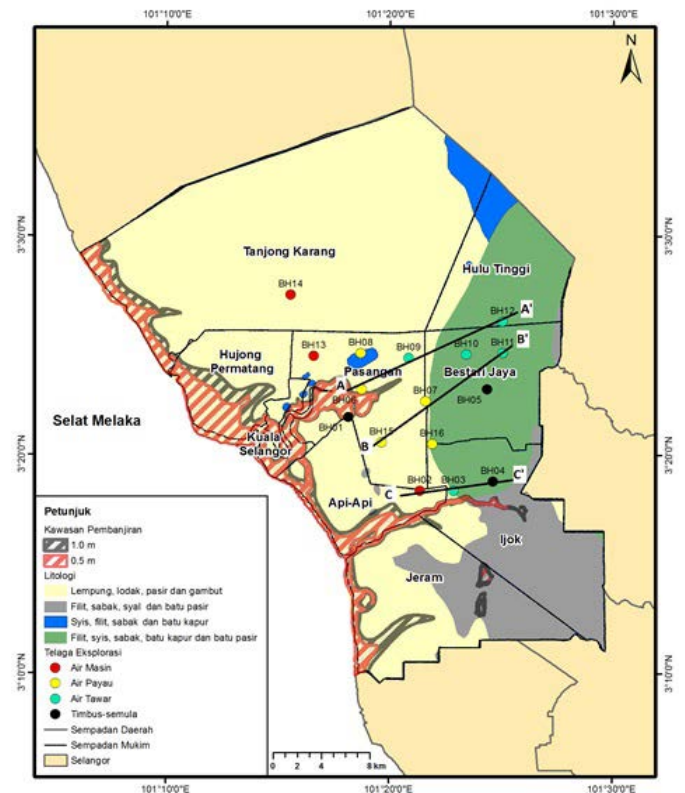 101°10'0"E 101°20'0"E 101°30'0"E
N
3°30'0"N 3°30'0"N
Tanjong Karang
Hulu Tinggi
BH14
BH12 A'
BH13 BH08 BH09 BH10 BH11 B'
Hujong
Permatang
Pasangan
Bestari Jaya
A
BH07
BH05
BH06
Selat Melaka
BH01
Kuala
Selangor
BH15
B
BH16
3°20'0"N 3°20'0"N
BH02 BH03 BH04 C'
C
Api-Api
Ijok
Jeram
Petunjuk
Kawasan Pembanjiran
1.0 m
0.5 m
Litologi
Lempung, lodak, pasir dan gambut
Filit, sabak, syal dan batu pasir
Syis, filit, sabak dan batu kapur
Filit, syis, sabak, batu kapur dan batu pasir
Telaga Eksplorasi
Air Masin
Air Payau
Air Tawar
Timbus-semula
Sempadan Daerah
Sempadan Mukim
Selangor
3°10'0"N 3°10'0"N
0 2 4 8 km
101°10'0"E 101°20'0"E 101°30'0"E